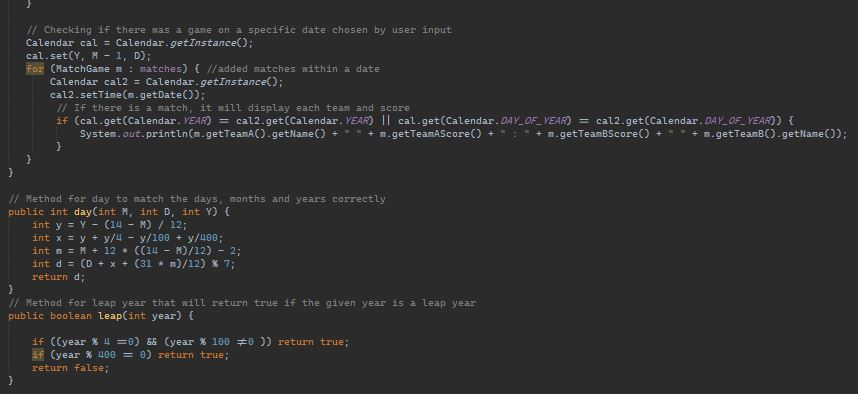 }
// Checking if there was a game on a specific date chosen by user input
Calendar cal = Calendar.getInstance();
cal.set(Y, M - 1, D);
for (MatchGame m : matches) { //added matches within a date
Calendar cal2 = Calendar.getInstance();
cal2.setTime(m.getDate());
// If there is a match, it will display each team and score
if (cal.get(Calendar.YEAR) == cal2.get(Calendar.YEAR) || cal.get(Calendar.DAY_OF_YEAR) == cal2.get(Calendar.DAY_OF_YEAR)) {
System.out.println(m.getTeamA().getName() + " " + m.getTeamAScore() + " : " + m.getTeamBScore() + " " + m.getTeamB().getName());
}
}
}
// Method for day to match the days, months and years correctly
public int day(int M, int D, int Y) {
int y = Y - (14 - M) / 12;
int x = y + y/4 - y/100 + y/400;
int m = M + 12 * ((14 - M)/12) - 2;
int d = (D + x + (31 * m)/12) % 7;
return d;
}
// Method for leap year that will return true if the given year is a leap year
public boolean leap(int year) {
if ((year % 4 ==0) && (year % 100 !=0 )) return true;
if (year % 400 == 0) return true;
return false;
}